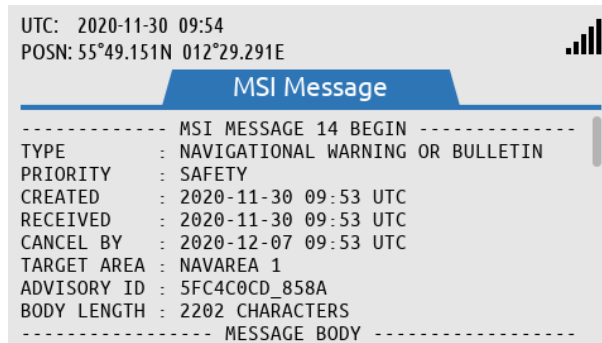 UTC: 2020-11-30 09:54
POSN: 55°49.151N 012°29.291E
MSI Message
------------- MSI MESSAGE 14 BEGIN --------------
TYPE : NAVIGATIONAL WARNING OR BULLETIN
PRIORITY : SAFETY
CREATED : 2020-11-30 09:53 UTC
RECEIVED : 2020-11-30 09:53 UTC
CANCEL BY : 2020-12-07 09:53 UTC
TARGET AREA : NAVAREA 1
ADVISORY ID : 5FC4C0CD_858A
BODY LENGTH : 2202 CHARACTERS
----------------- MESSAGE BODY ------------------